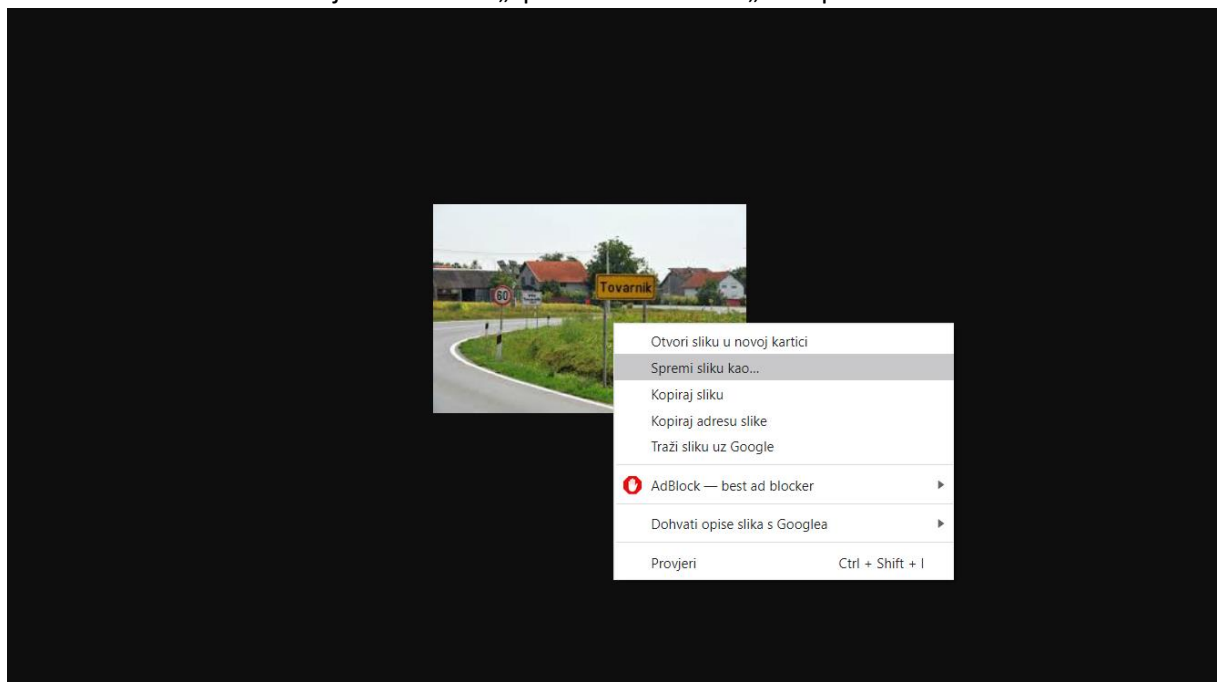 Tovarnik
60
Otvori sliku u novoj kartici
Spremi sliku kao...
Kopiraj sliku
Kopiraj adresu slike
Traži sliku uz Google
AdBlock — best ad blocker
Dohvati opise slika s Googlea
Provjeri Ctrl + Shift + I